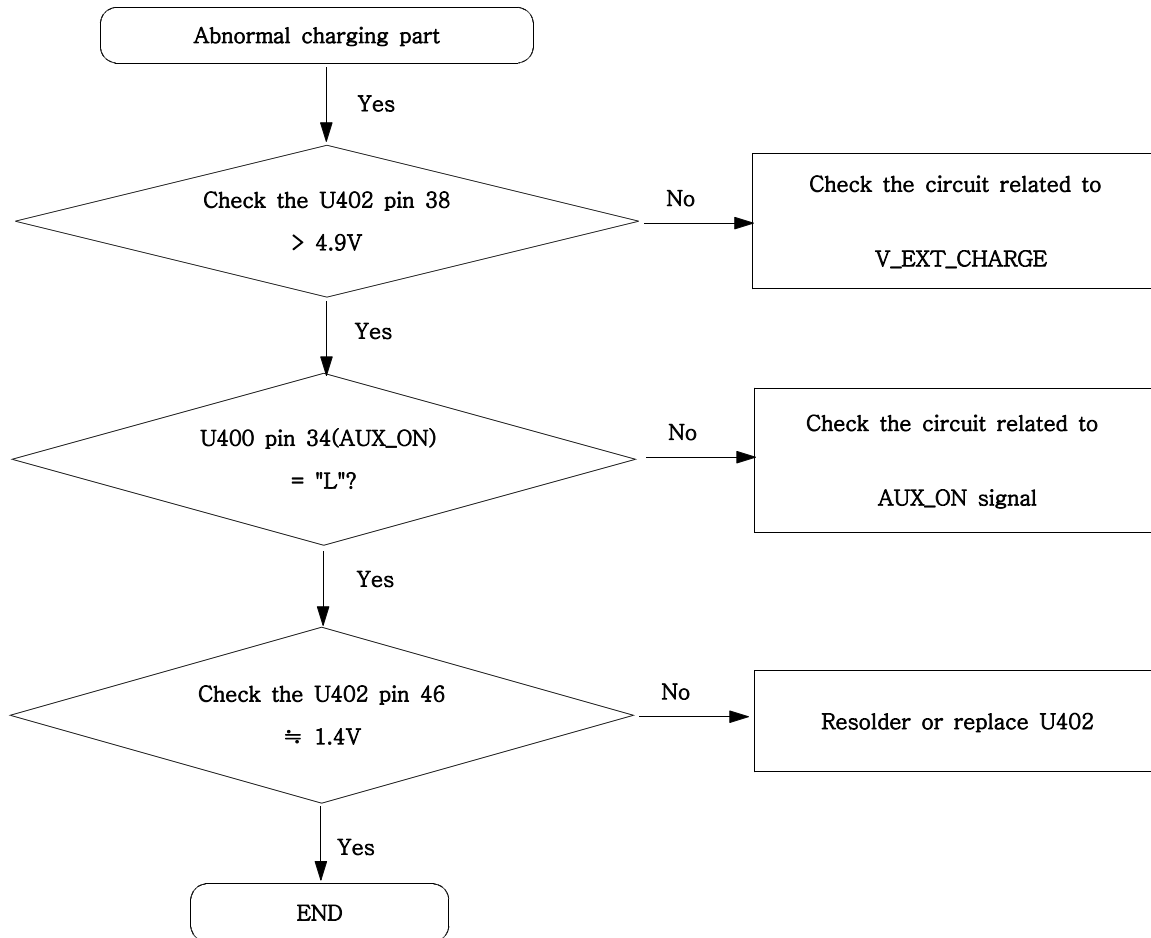 Abnormal charging part
Yes
Check the U402 pin 38
> 4.9V
No
Check the circuit related to
V_EXT_CHARGE
Yes
U400 pin 34(AUX_ON)
= "L"?
No
Check the circuit related to
AUX_ON signal
Yes
Check the U402 pin 46
≒ 1.4V
No
Resolder or replace U402
Yes
END